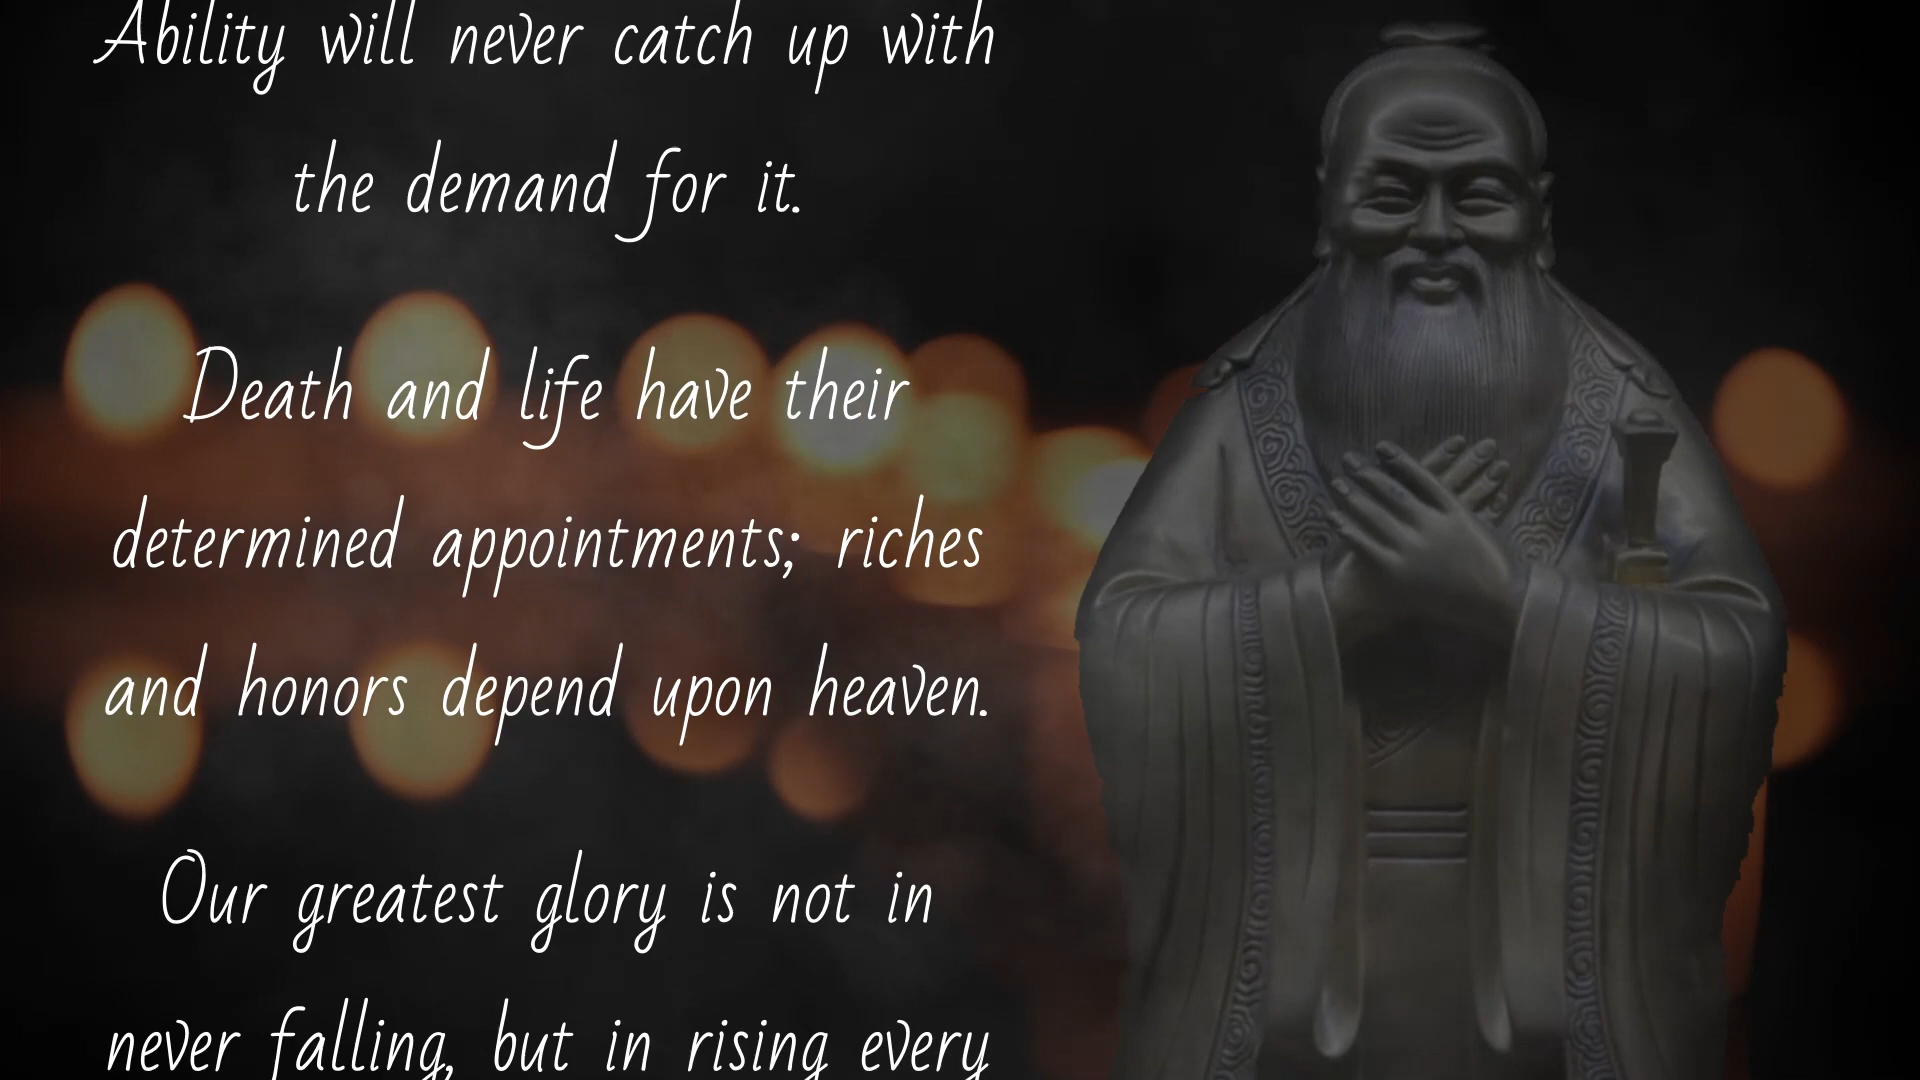 Ability will never catch up with
the demand for it.
Death and life have their
determined appointments; riches
and honors depend upon heaven.
Our greatest glory is not in
never falling, but in rising every